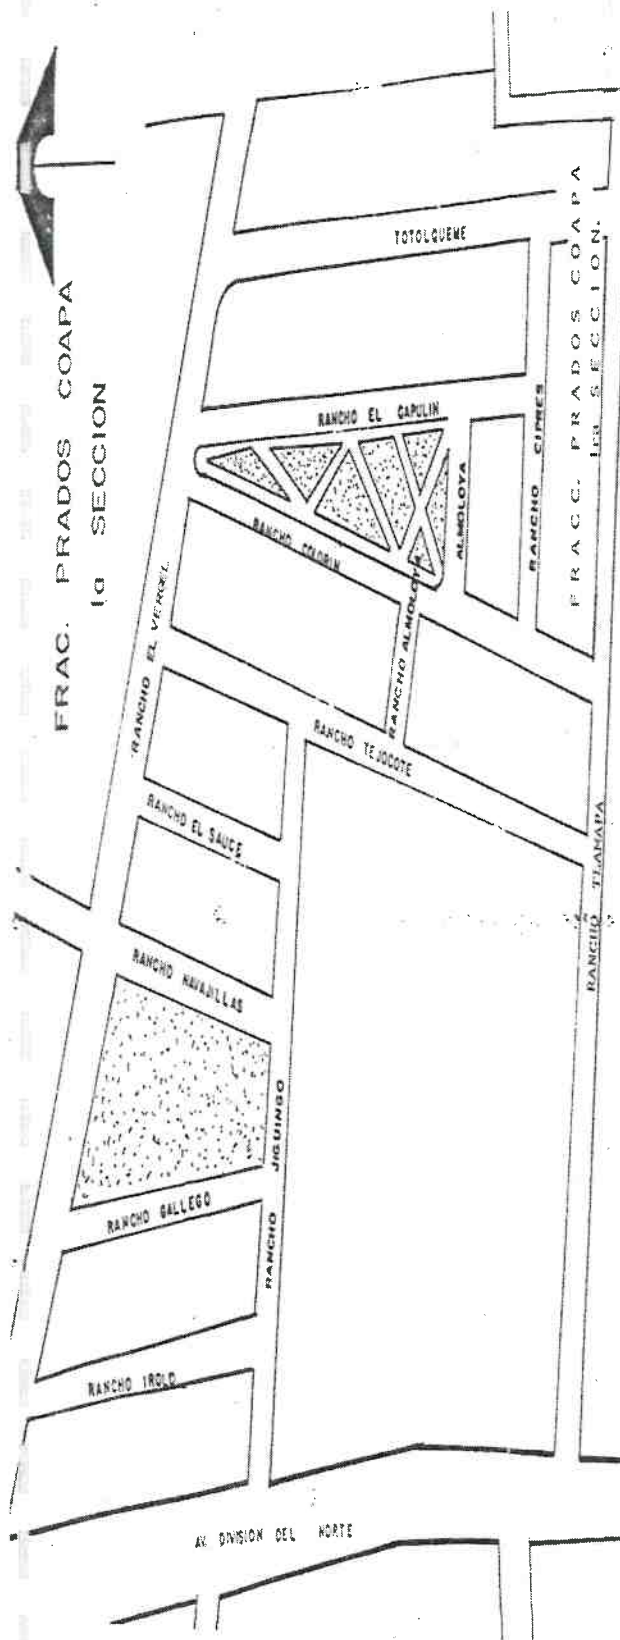 FRAC. PRADOS COAPA
1a SECCION
TOTOLQUEME
FRACC. PRADOS COAPA
1ra SECCION.
RANCHO EL CAPULIN
RANCHO CIPRES
ALMOLOYA
RANCHO COLORIN
RANCHO ALMOLOYA
RANCHO EL VERGEL
RANCHO TEJOCOTE
RANCHO EL SAUCE
RANCHO TLAMAPA
RANCHO NAVAJILLAS
RANCHO JIGUINGO
RANCHO GALLEGO
RANCHO IROLO
AV. DIVISION DEL NORTE